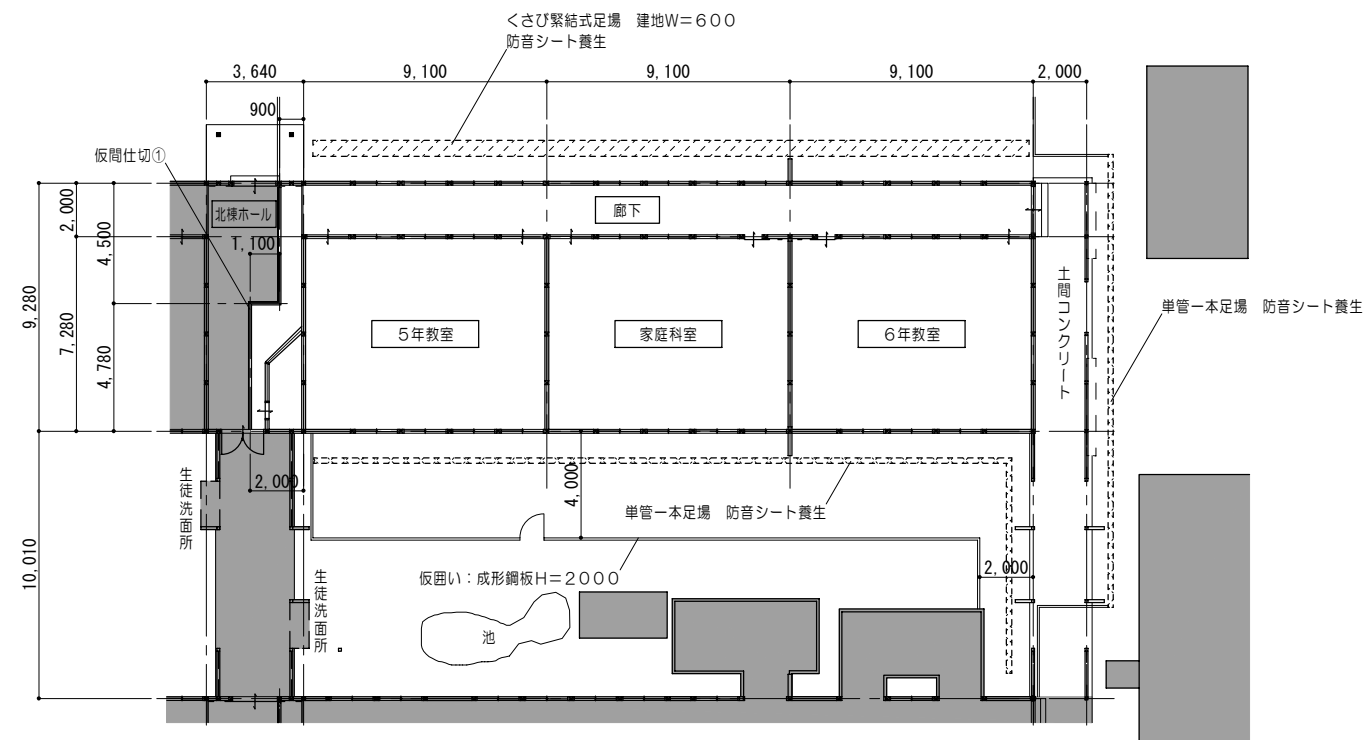 くさび緊結式足場 建地W=600
防音シート養生
3,640
9,100
9,100
9,100
2,000
900
仮間仕切①
北棟ホール
廊下
2,000
4,500
1,100
9,280
7,280
4,780
5年教室
家庭科室
6年教室
土間コンクリート
単管一本足場 防音シート養生
生徒洗面所
2,000
4,000
単管一本足場 防音シート養生
10,010
仮囲い:成形鋼板H=2000
2,000
生徒洗面所
池